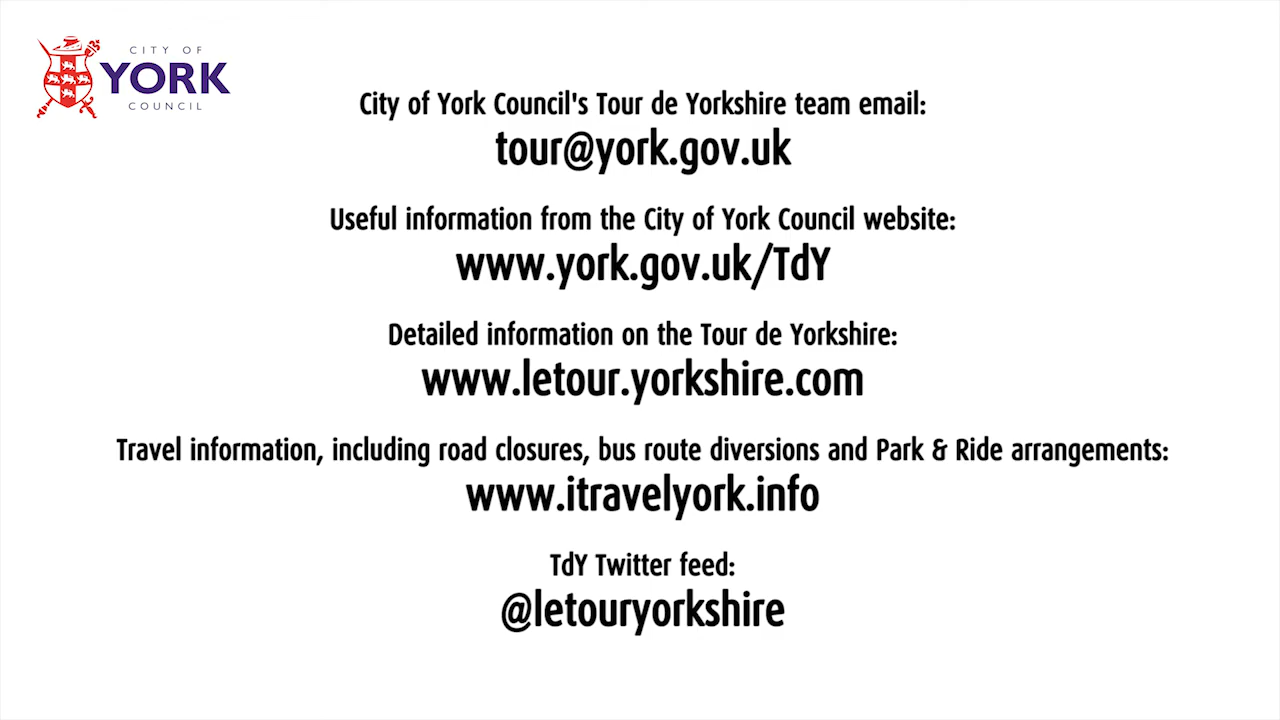 CITY OF
YORK
COUNCIL
City of York Council's Tour de Yorkshire team email:
tour@york.gov.uk
Useful information from the City of York Council website:
www.york.gov.uk/TdY
Detailed information on the Tour de Yorkshire:
www.letour.yorkshire.com
Travel information, including road closures, bus route diversions and Park & Ride arrangements:
www.itravelyork.info
TdY Twitter feed:
@letouryorkshire